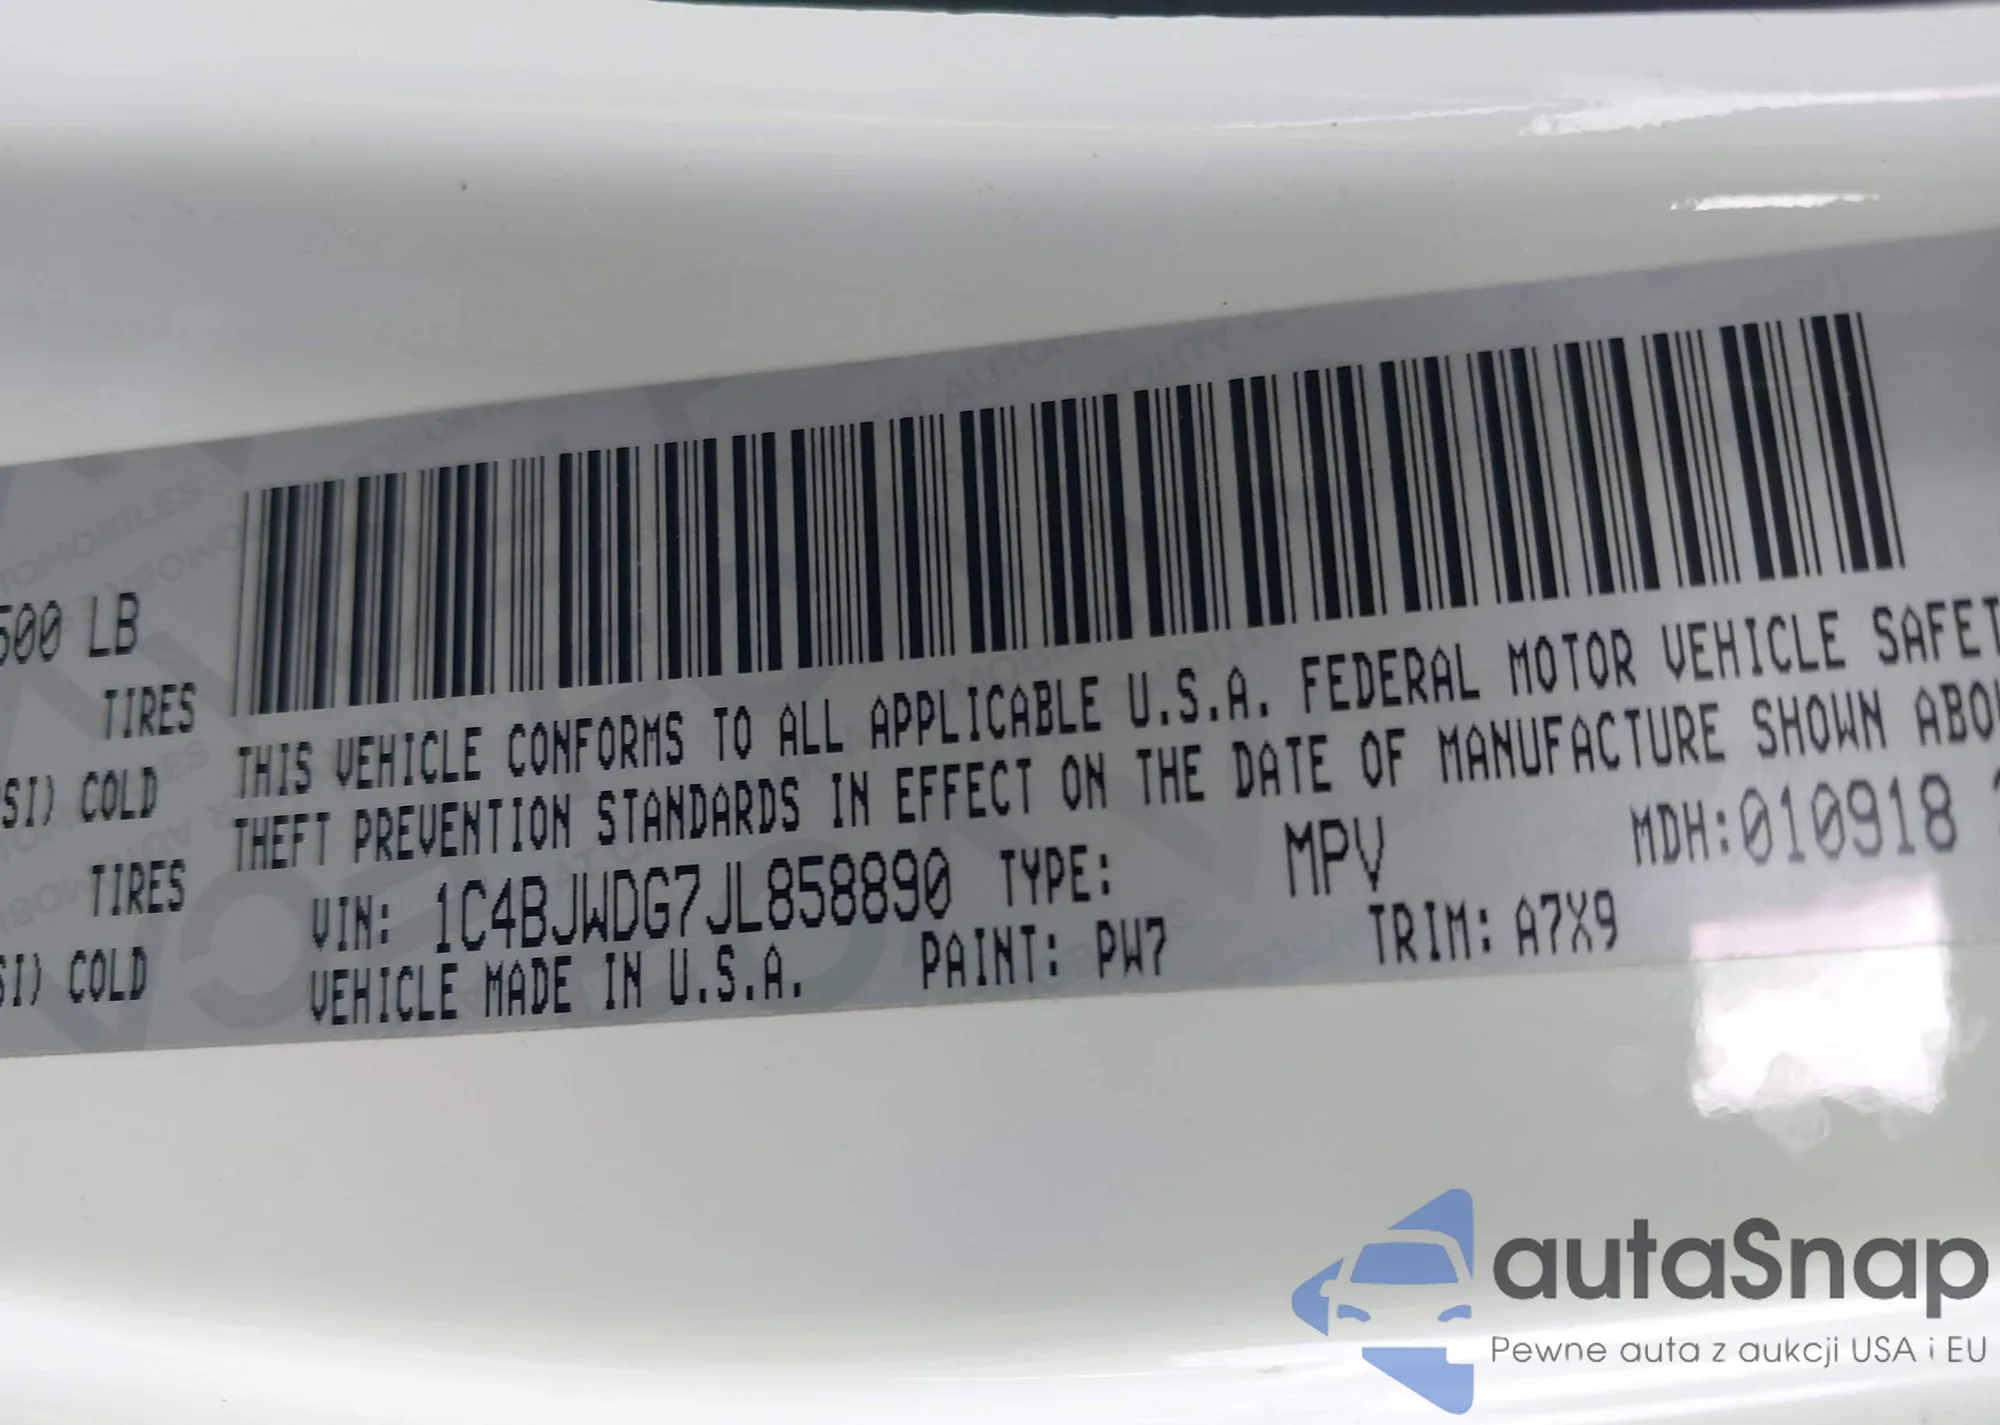 500 LB
TIRES
SI) COLD
TIRES
SI) COLD
THIS VEHICLE CONFORMS TO ALL APPLICABLE U.S.A. FEDERAL MOTOR VEHICLE SAFET
THEFT PREVENTION STANDARDS IN EFFECT ON THE DATE OF MANUFACTURE SHOWN ABO
VIN: 1C4BJWDG7JL858890 TYPE: MPV MDH:010918
VEHICLE MADE IN U.S.A. PAINT: PW7 TRIM: A7X9
autaSnap
Pewne auta z aukcji USA i EU